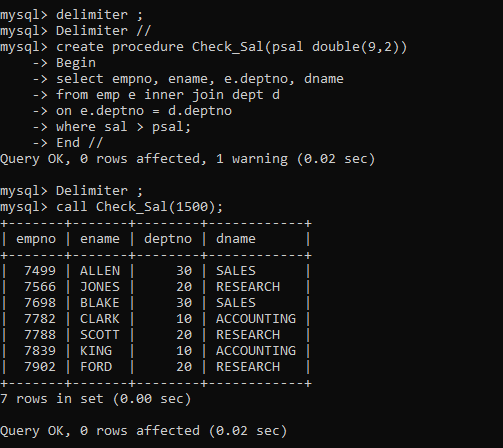 mysql> delimiter ;
mysql> Delimiter //
mysql> create procedure Check_Sal(psal double(9,2))
    -> Begin
    -> select empno, ename, e.deptno, dname
    -> from emp e inner join dept d
    -> on e.deptno = d.deptno
    -> where sal > psal;
    -> End //
Query OK, 0 rows affected, 1 warning (0.02 sec)

mysql> Delimiter ;
mysql> call Check_Sal(1500);
+-------+-------+--------+------------+
| empno | ename | deptno | dname      |
+-------+-------+--------+------------+
|  7499 | ALLEN |     30 | SALES      |
|  7566 | JONES |     20 | RESEARCH   |
|  7698 | BLAKE |     30 | SALES      |
|  7782 | CLARK |     10 | ACCOUNTING |
|  7788 | SCOTT |     20 | RESEARCH   |
|  7839 | KING  |     10 | ACCOUNTING |
|  7902 | FORD  |     20 | RESEARCH   |
+-------+-------+--------+------------+
7 rows in set (0.00 sec)

Query OK, 0 rows affected (0.02 sec)